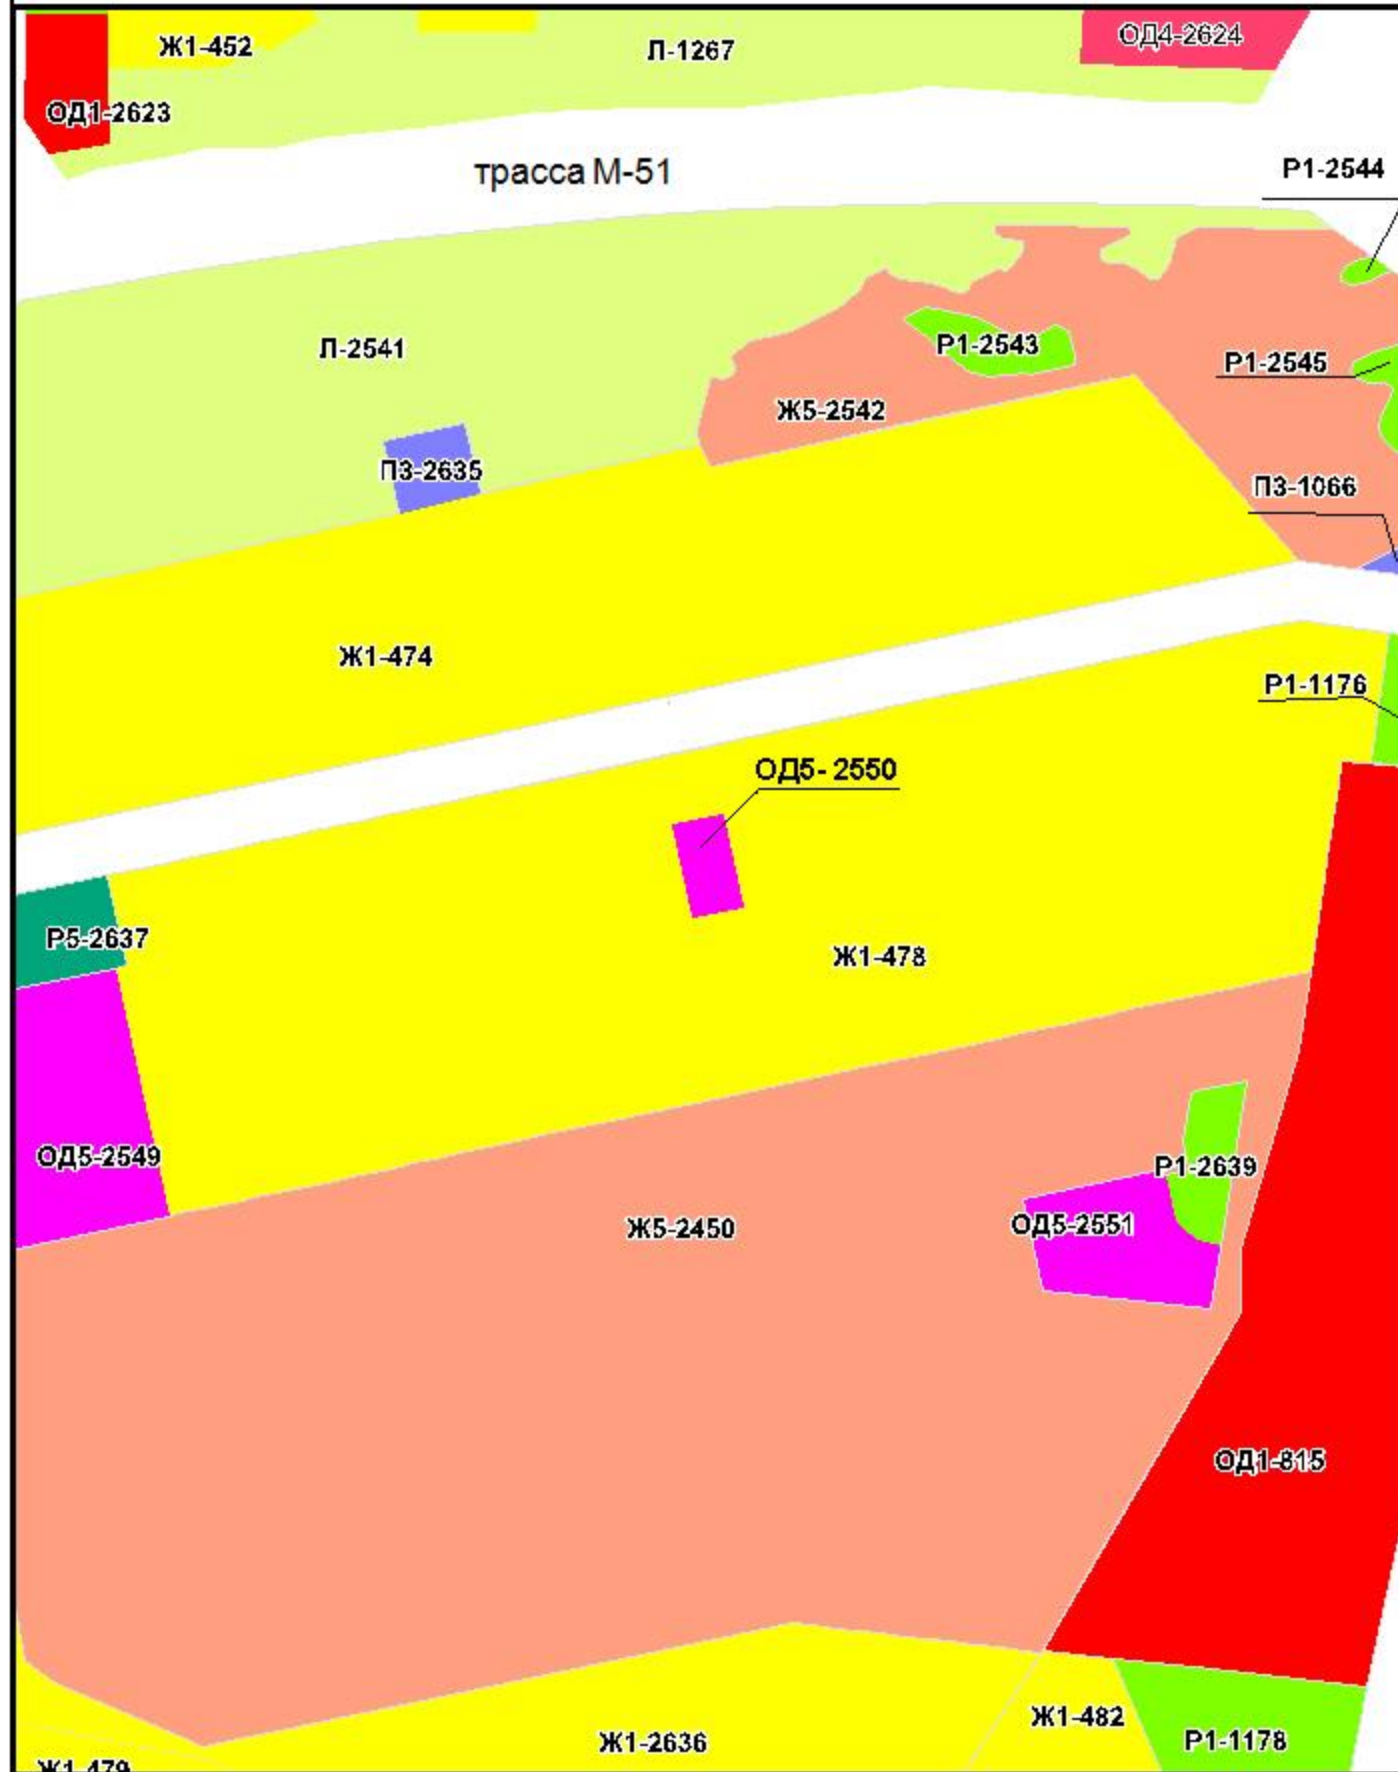 Ж1-452
Л-1267
ОД4-2624
ОД1-2623
трасса М-51
Р1-2544
Л-2541
Р1-2543
Р1-2545
Ж5-2542
П3-2635
П3-1066
Ж1-474
Р1-1176
ОД5- 2550
Р5-2637
Ж1-478
ОД5-2549
Р1-2639
Ж5-2450
ОД5-2551
ОД1-815
Ж1-482
Ж1-2636
Р1-1178
Ж1-479